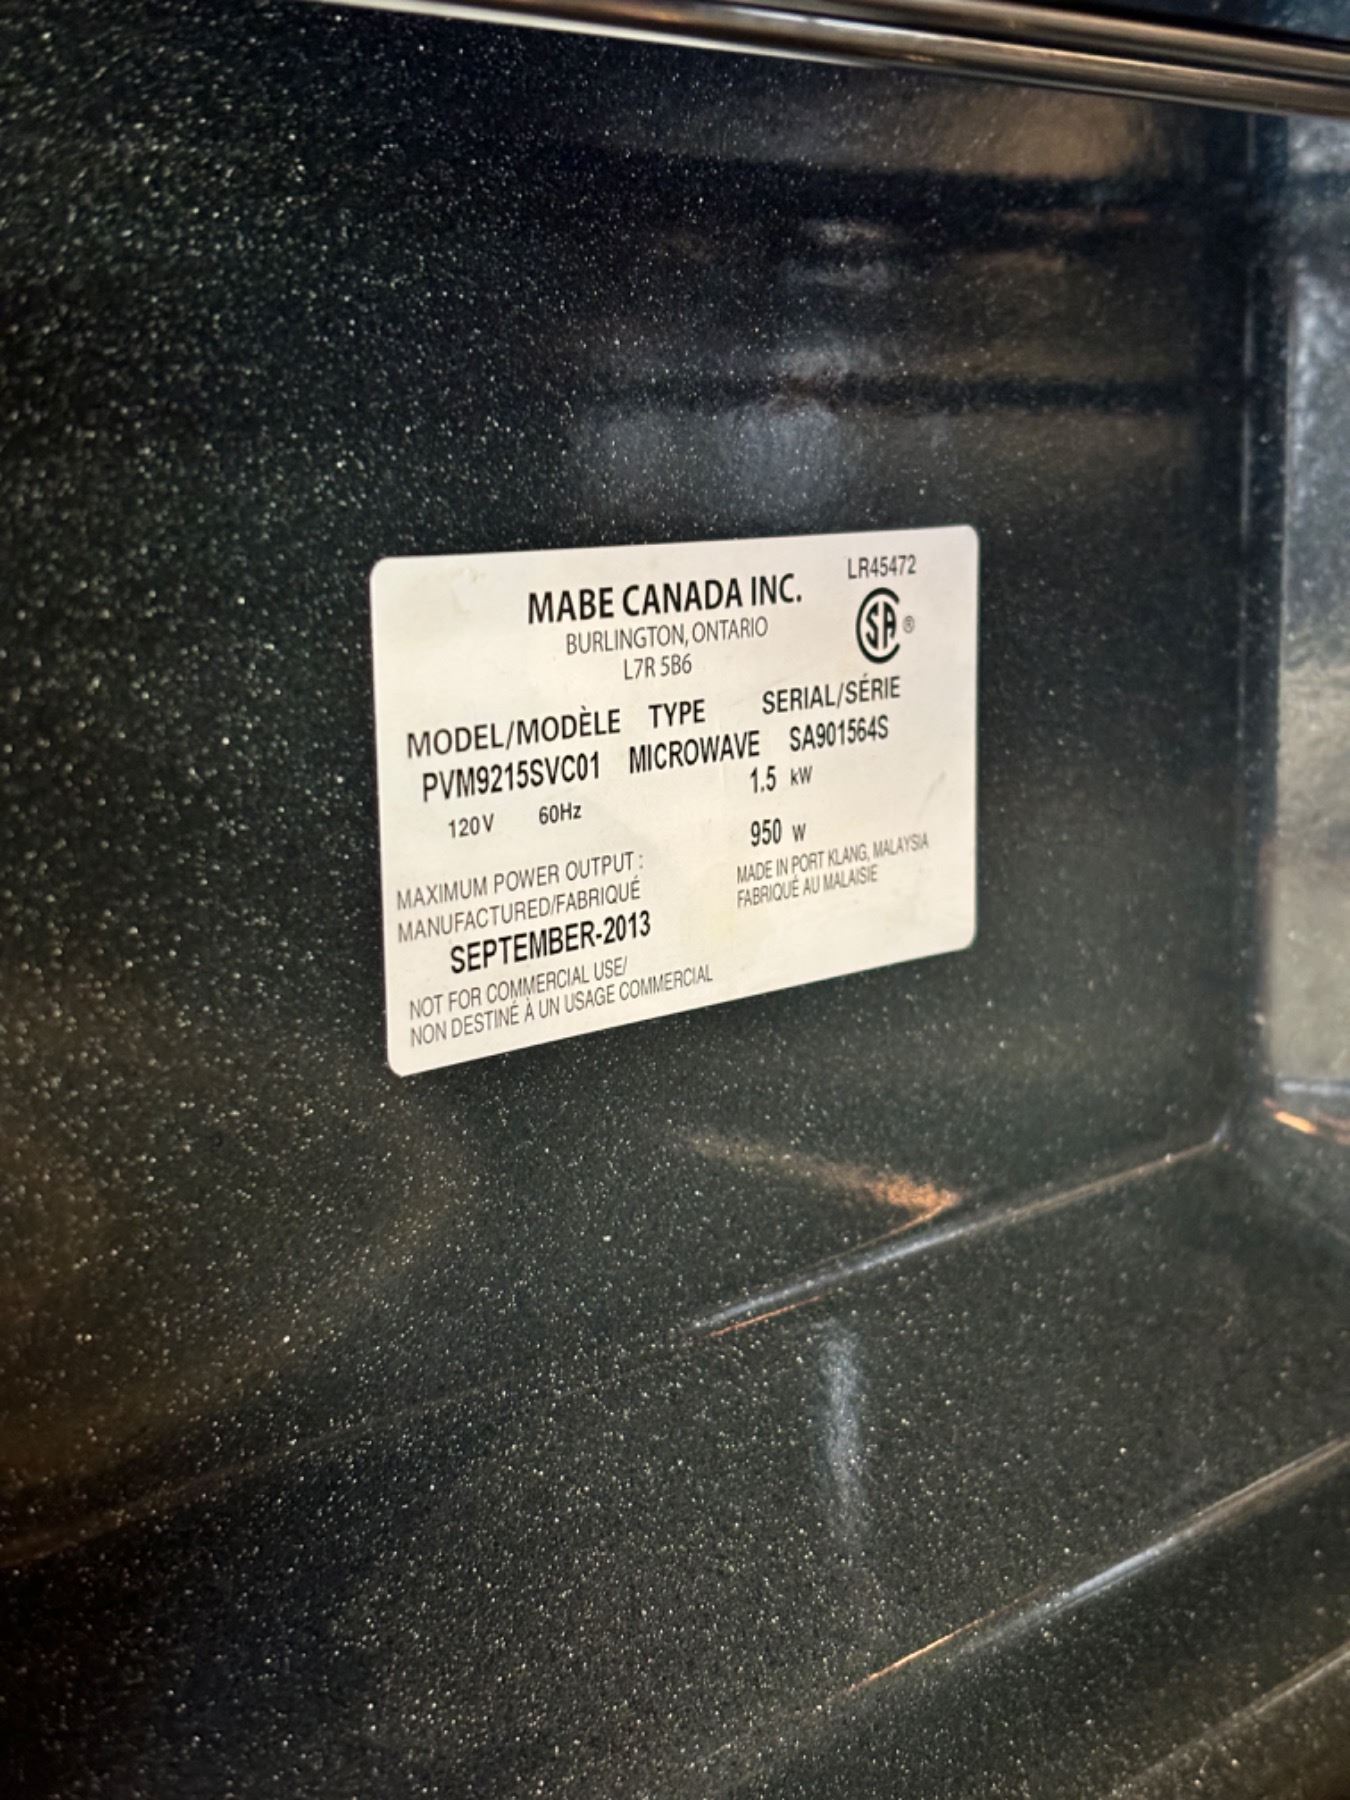 LR45472
MABE CANADA INC.
BURLINGTON, ONTARIO
L7R 5B6
SA ®
MODEL/MODÈLE TYPE SERIAL/SÉRIE
PVM9215SVC01 MICROWAVE SA901564S
120V 60Hz 1.5 kW
MAXIMUM POWER OUTPUT : 950 W
MANUFACTURED/FABRIQUÉ MADE IN PORT KLANG, MALAYSIA
SEPTEMBER-2013 FABRIQUÉ AU MALAISIE
NOT FOR COMMERCIAL USE/
NON DESTINÉ À UN USAGE COMMERCIAL